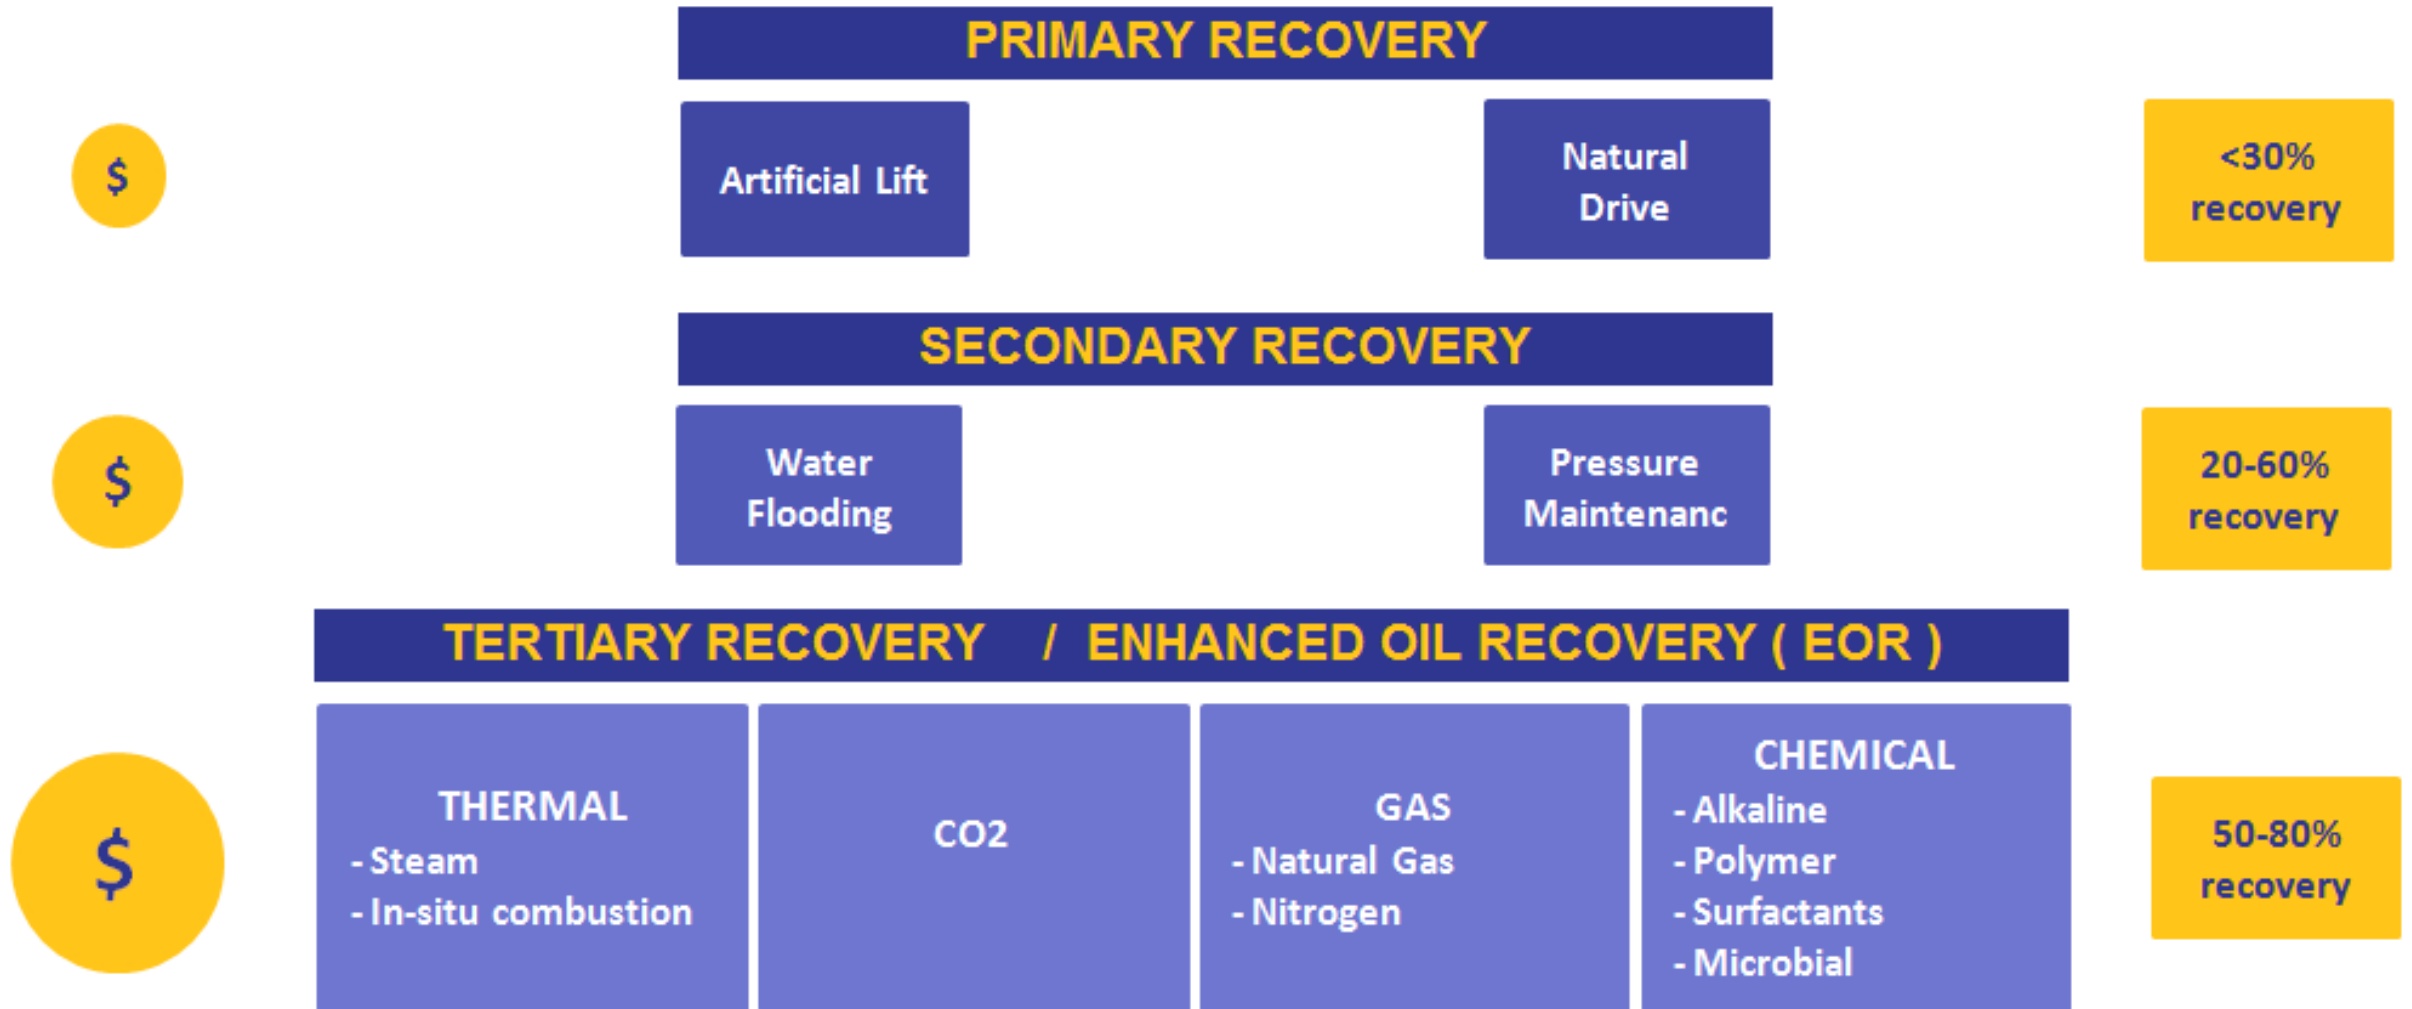 PRIMARY RECOVERY
$
Artificial Lift
Natural
Drive
<30%
recovery
SECONDARY RECOVERY
$
Water
Flooding
Pressure
Maintenanc
20-60%
recovery
TERTIARY RECOVERY / ENHANCED OIL RECOVERY ( EOR )
$
THERMAL
- Steam
- In-situ combustion
CO2
GAS
- Natural Gas
- Nitrogen
CHEMICAL
- Alkaline
- Polymer
- Surfactants
- Microbial
50-80%
recovery